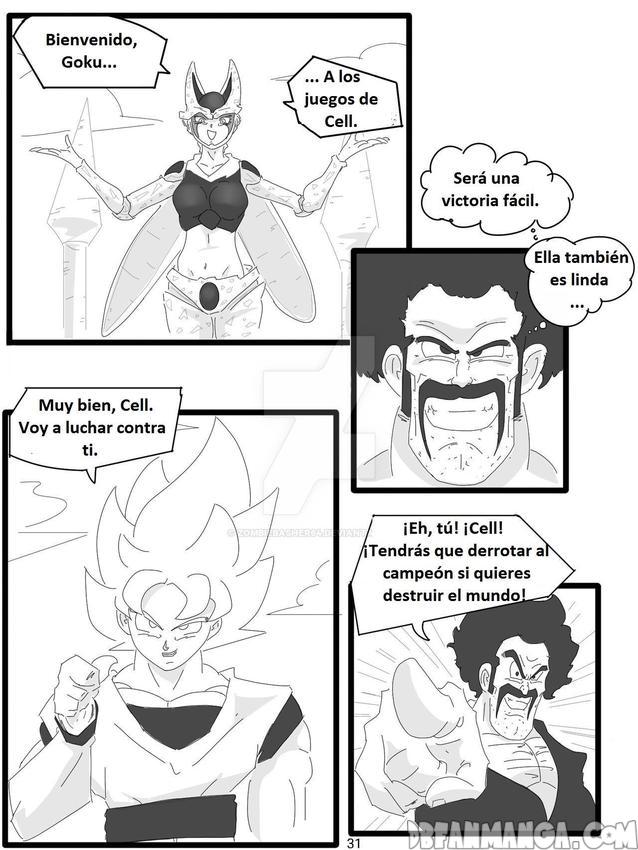 Bienvenido,
Goku...
... A los
juegos de
Cell.
Será una
victoria fácil.
Ella también
es linda
...
Muy bien, Cell.
Voy a luchar contra
ti.
¡Eh, tú! ¡Cell!
¡Tendrás que derrotar al
campeón si quieres
destruir el mundo!
31
DBFANMANGA.COM